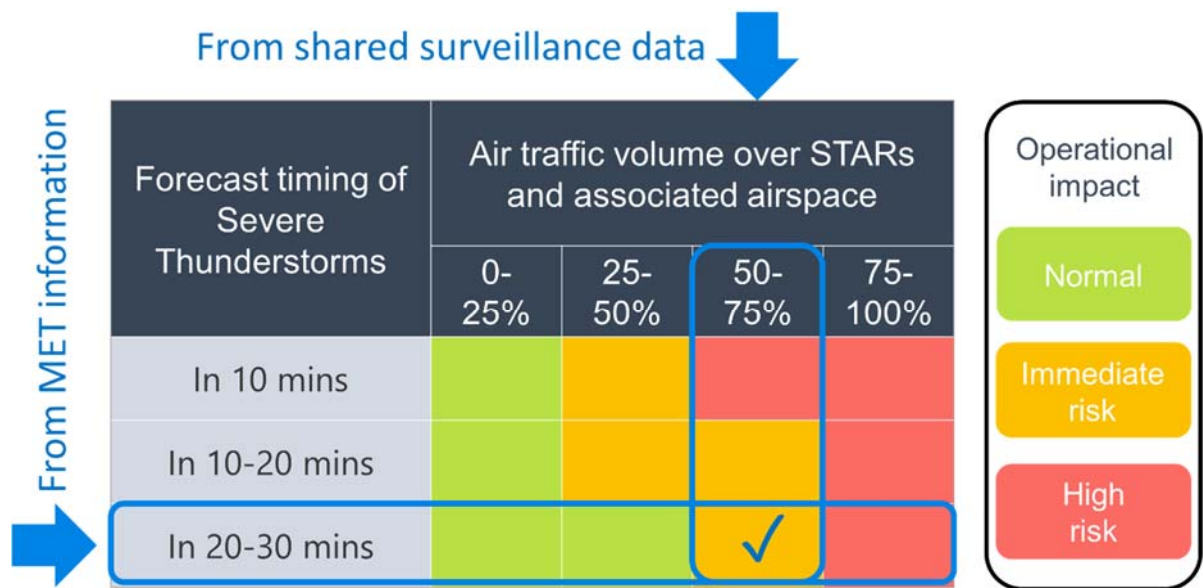 From shared surveillance data
From MET information
Forecast timing of
Severe
Thunderstorms
Air traffic volume over STARs
and associated airspace
0-
25%
25-
50%
50-
75%
75-
100%
In 10 mins
In 10-20 mins
In 20-30 mins
✓
Operational
impact
Normal
Immediate
risk
High
risk